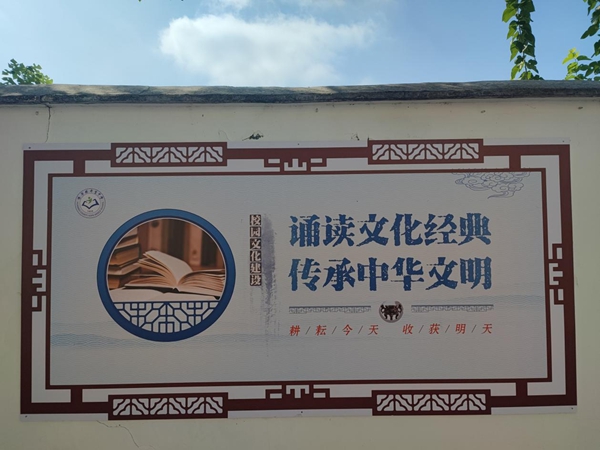 校园文化建设
诵读文化经典
传承中华文明
耕/耘/今/天 收/获/明/天